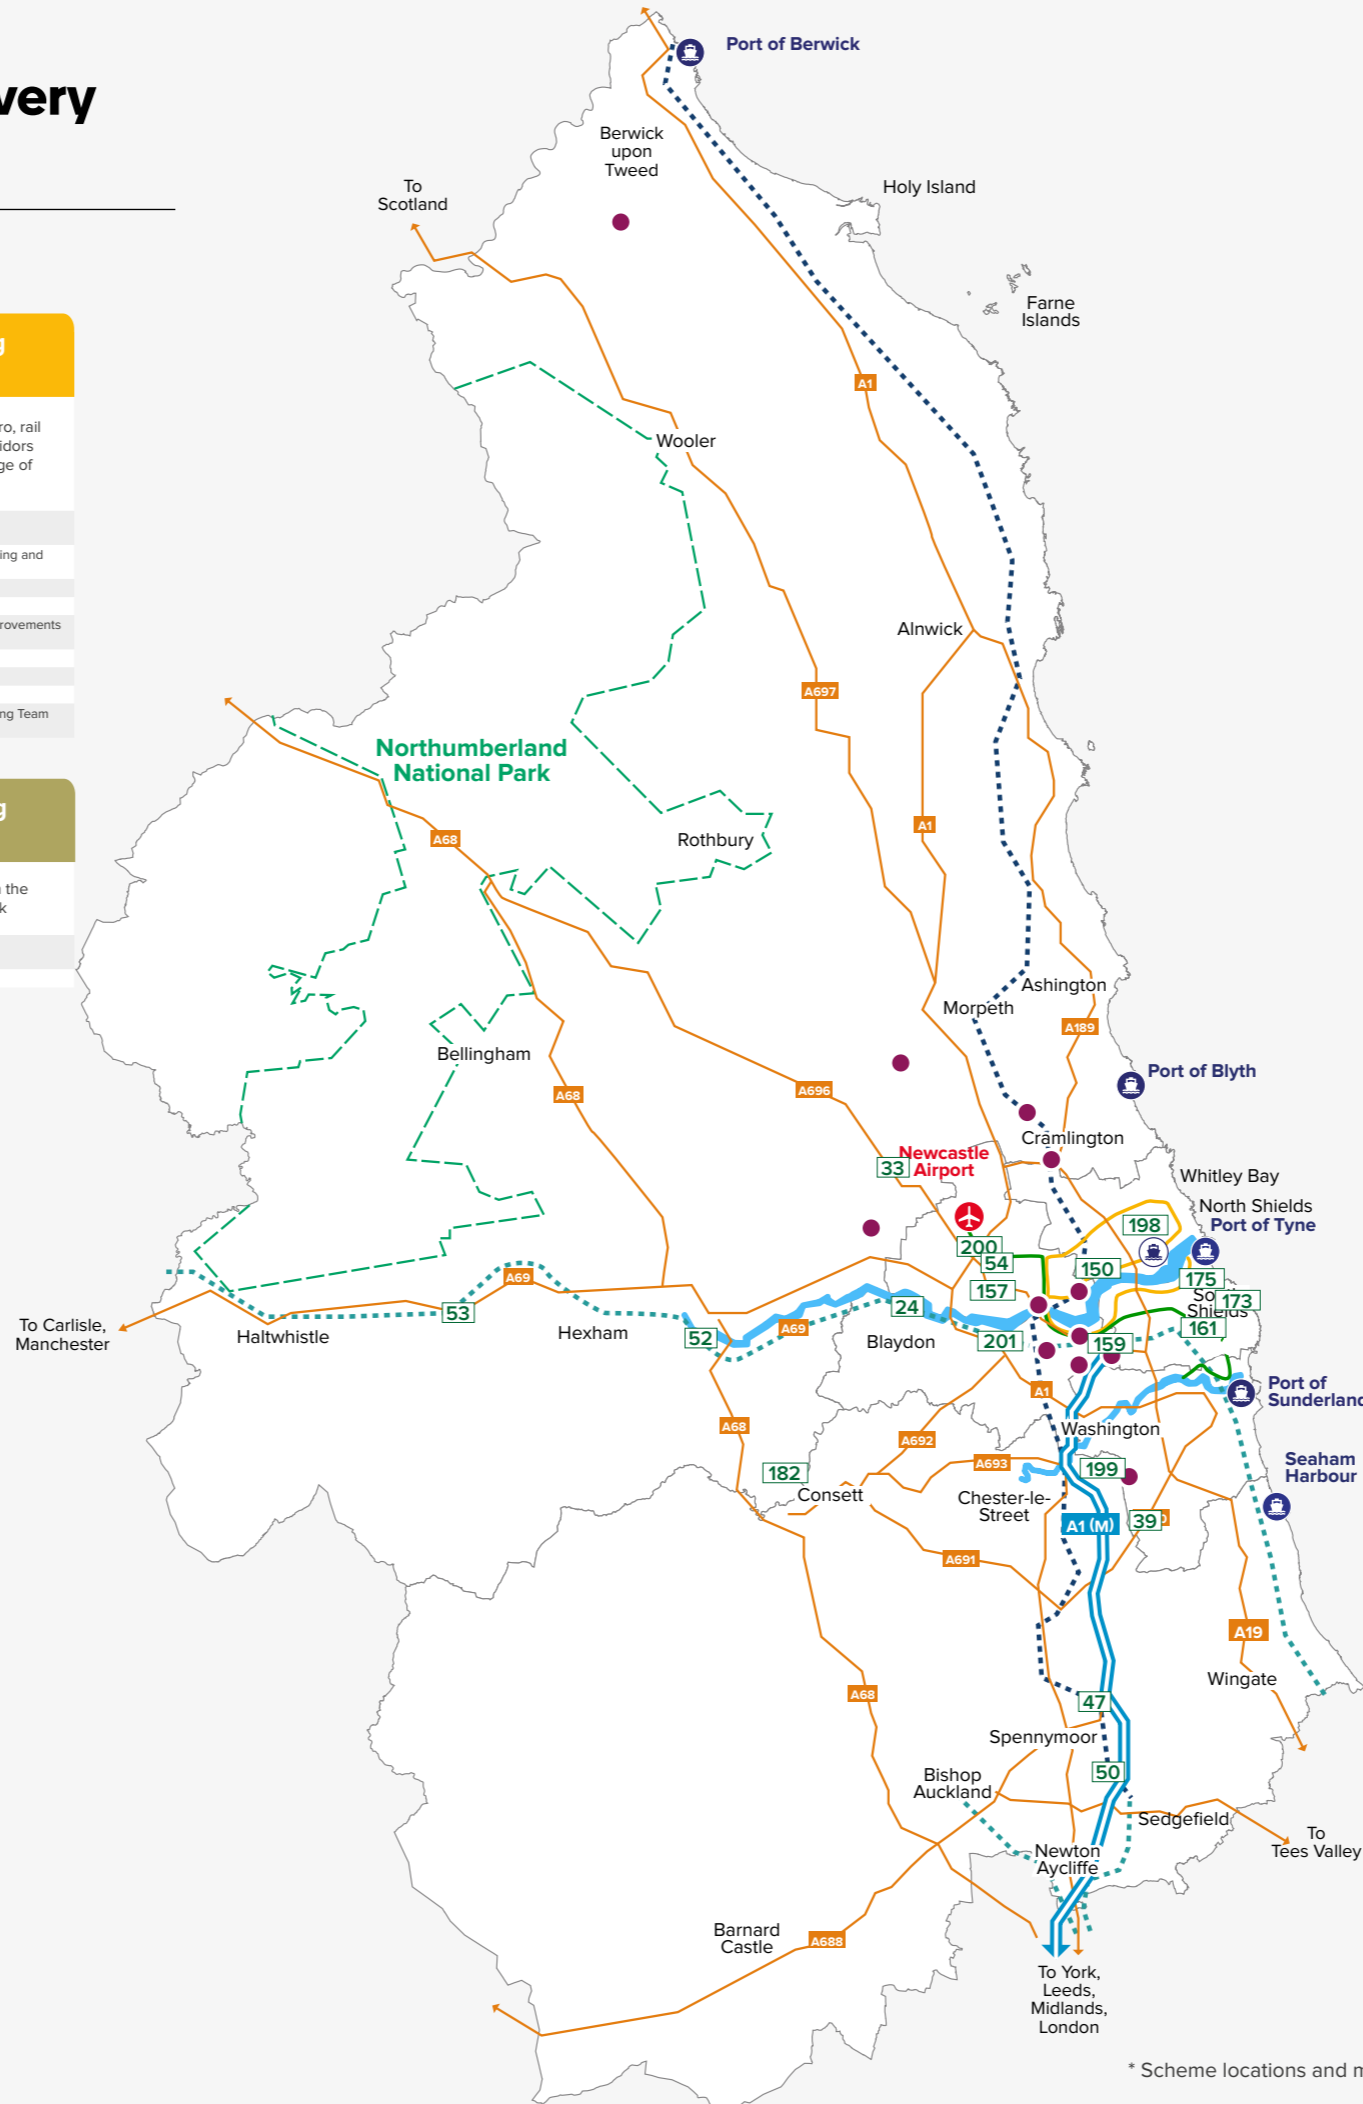 very
g
ro, rail
idors
ge of
ing and
rovements
ng Team
g
n the
k
Port of Berwick
Berwick
upon
Tweed
To
Scotland
Holy Island
Farne
Islands
A1
Wooler
Alnwick
A697
Northumberland
National Park
A1
A68
Rothbury
Ashington
Morpeth
A189
Bellingham
Port of Blyth
A68
A696
Cramlington
Newcastle
Airport
33
Whitley Bay
North Shields
Port of Tyne
198
200
54
150
157
175
South
Shields
173
A69
53
24
161
To Carlisle,
Manchester
Haltwhistle
Hexham
52
A69
Blaydon
201
159
A1
Port of
Sunderland
A68
A692
Washington
182
A693
199
Seaham
Harbour
Consett
Chester-le-
Street
A1 (M)
39
A691
A19
Wingate
A68
47
Spennymoor
50
Bishop
Auckland
Sedgefield
To
Tees Valley
Newton
Aycliffe
Barnard
Castle
A688
To York,
Leeds,
Midlands,
London
* Scheme locations and m